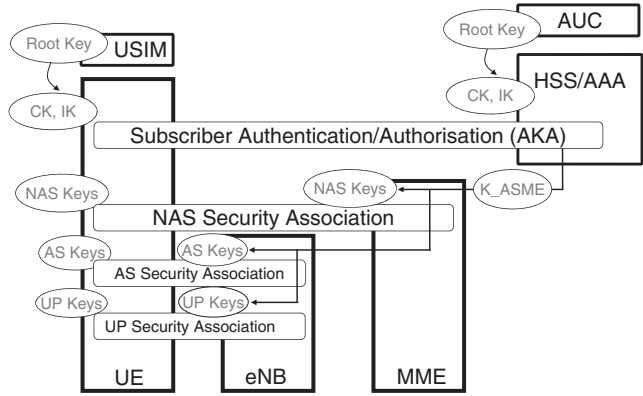 AUC
Root Key
Root Key
USIM
HSS/AAA
CK, IK
CK, IK
Subscriber Authentication/Authorisation (AKA)
NAS Keys
NAS Keys
K_ASME
NAS Security Association
AS Keys
AS Keys
AS Security Association
UP Keys
UP Keys
UP Security Association
UE
eNB
MME